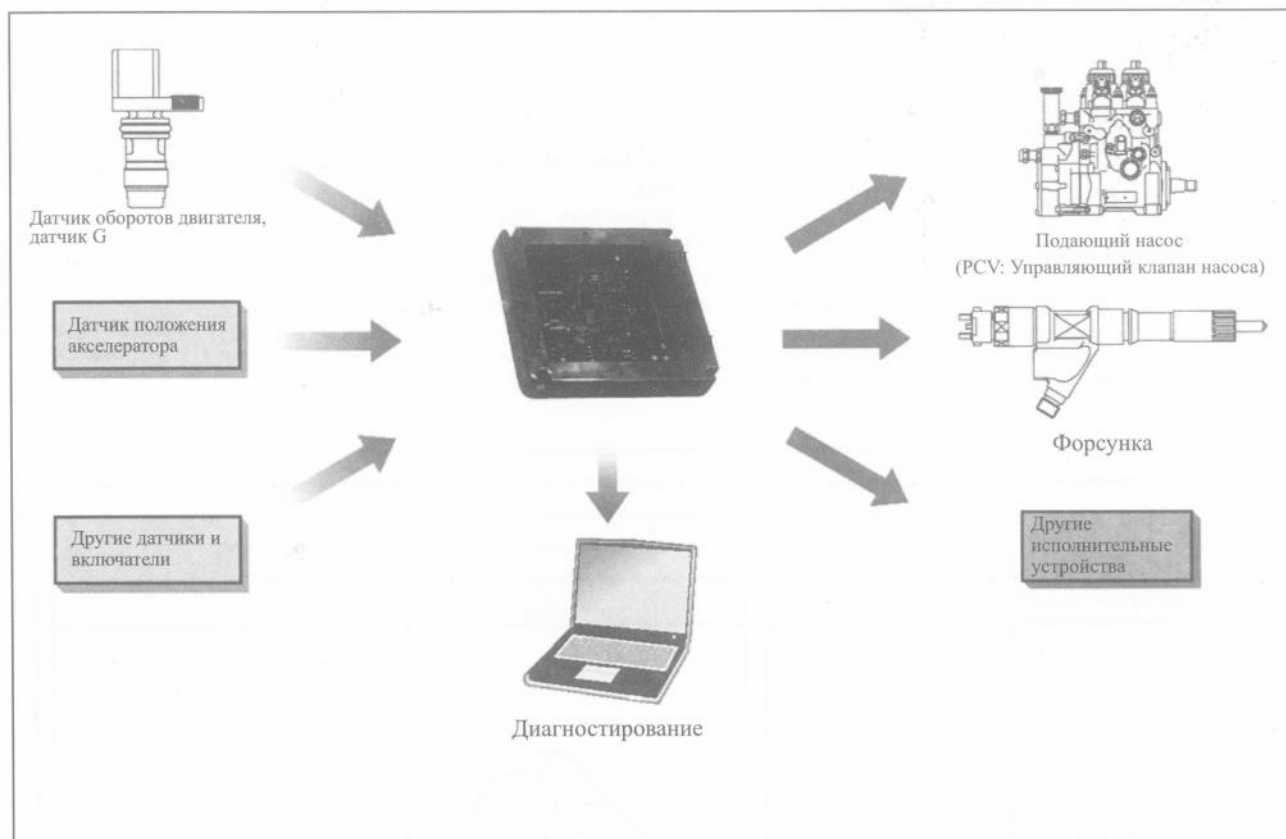 Датчик оборотов двигателя,
датчик G
Датчик положения
акселератора
Другие датчики и
включатели
Диагностирование
Подающий насос
(PCV: Управляющий клапан насоса)
Форсунка
Другие
исполнительные
устройства